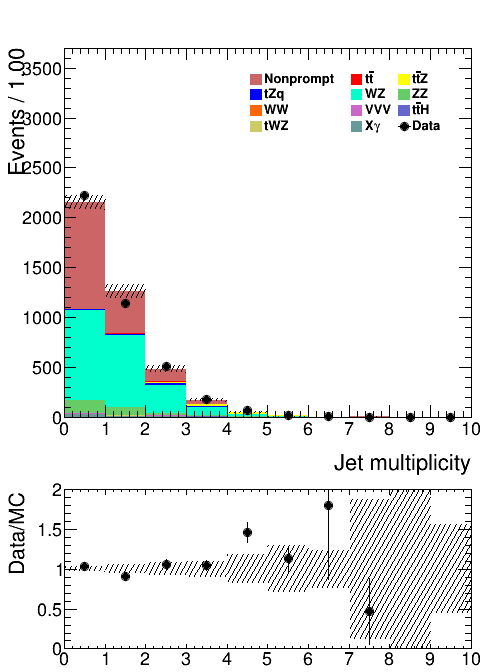 Events / 1.00
3500
3000
2500
2000
1500
1000
500
0
Nonprompt tt̄ tt̄Z
tZq WZ ZZ
WW VVV tt̄H
tWZ Xγ Data
0 1 2 3 4 5 6 7 8 9 10
Jet multiplicity
Data/MC
2
1.5
1
0.5
0
0 1 2 3 4 5 6 7 8 9 10